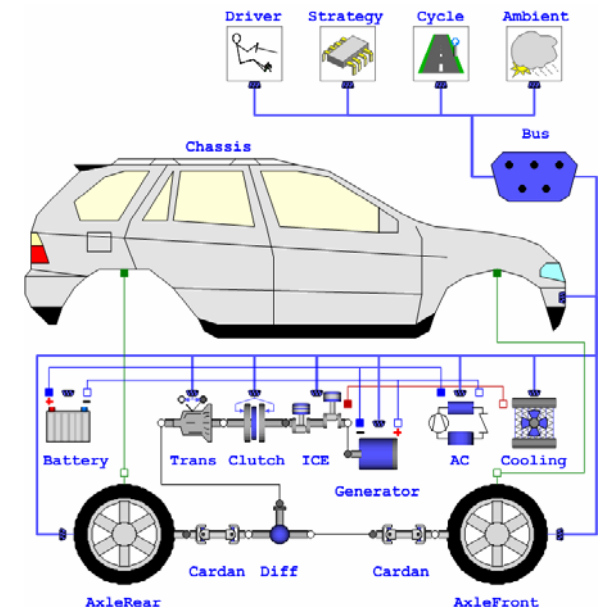 Driver Strategy Cycle Ambient
Bus
Chassis
Battery Trans Clutch ICE AC Cooling
Generator
Cardan Diff Cardan
AxleRear AxleFront